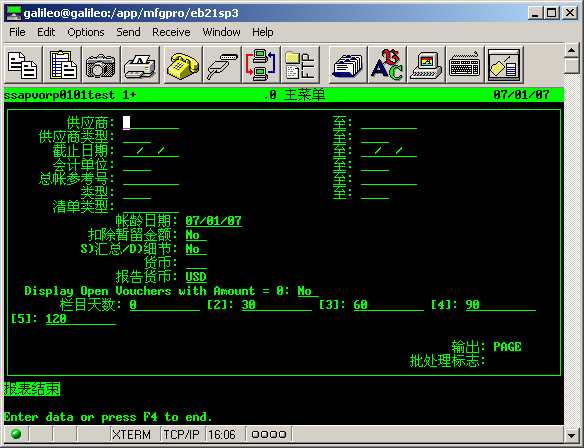 galileo@galileo:/app/mfgpro/eb21sp3
File Edit Options Send Receive Window Help
ssapvorp0101test 1+ .0 主菜单 07/01/07
供应商: 至:
供应商类型: 至:
截止日期: / / 至: / /
会计单位: 至:
总帐参考号: 至:
类型: 至:
清单类型:
帐龄日期: 07/01/07
扣除暂留金额: No
S)汇总/D)细节: No
货币:
报告货币: USD
Display Open Vouchers with Amount = 0: No
栏目天数: 0 [2]: 30 [3]: 60 [4]: 90
[5]: 120
输出: PAGE
批处理标志:
报表结束
Enter data or press F4 to end.
XTERM TCP/IP 16:06